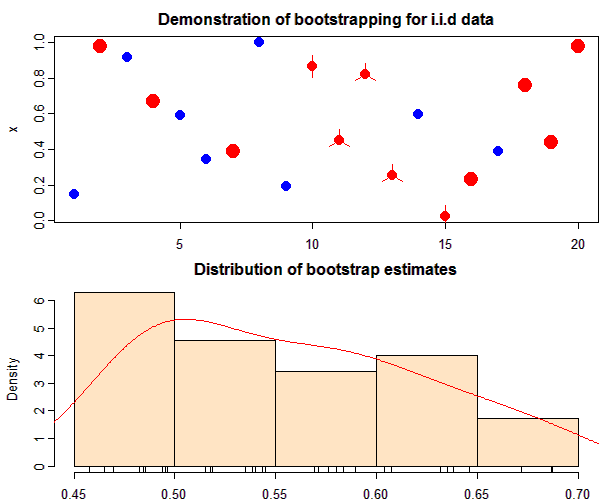 Demonstration of bootstrapping for i.i.d data
1.0
0.8
0.6
0.4
0.2
0.0
x
5 10 15 20
Distribution of bootstrap estimates
6
5
4
3
2
1
0
Density
0.45 0.50 0.55 0.60 0.65 0.70